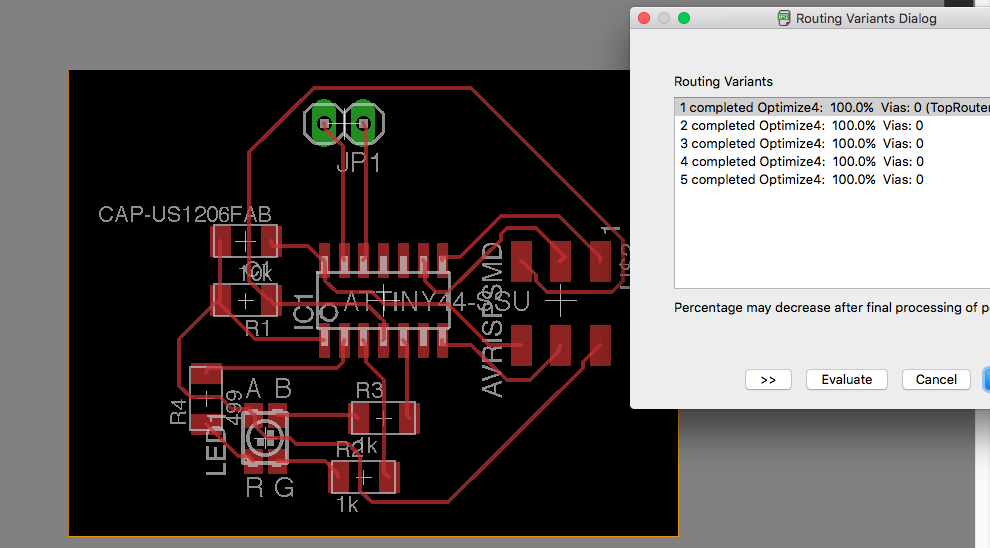 Routing Variants Dialog
Routing Variants
1 completed Optimize4: 100.0% Vias: 0 (TopRouter
2 completed Optimize4: 100.0% Vias: 0
3 completed Optimize4: 100.0% Vias: 0
4 completed Optimize4: 100.0% Vias: 0
5 completed Optimize4: 100.0% Vias: 0
Percentage may decrease after final processing of
>>
Evaluate
Cancel
JP1
CAP-US1206FAB
10k
R1
IC1
ATTINY44-SSU
AVRISPSMD
1
R4
499
LED1
A B
R G
R3
1k
R2
1k